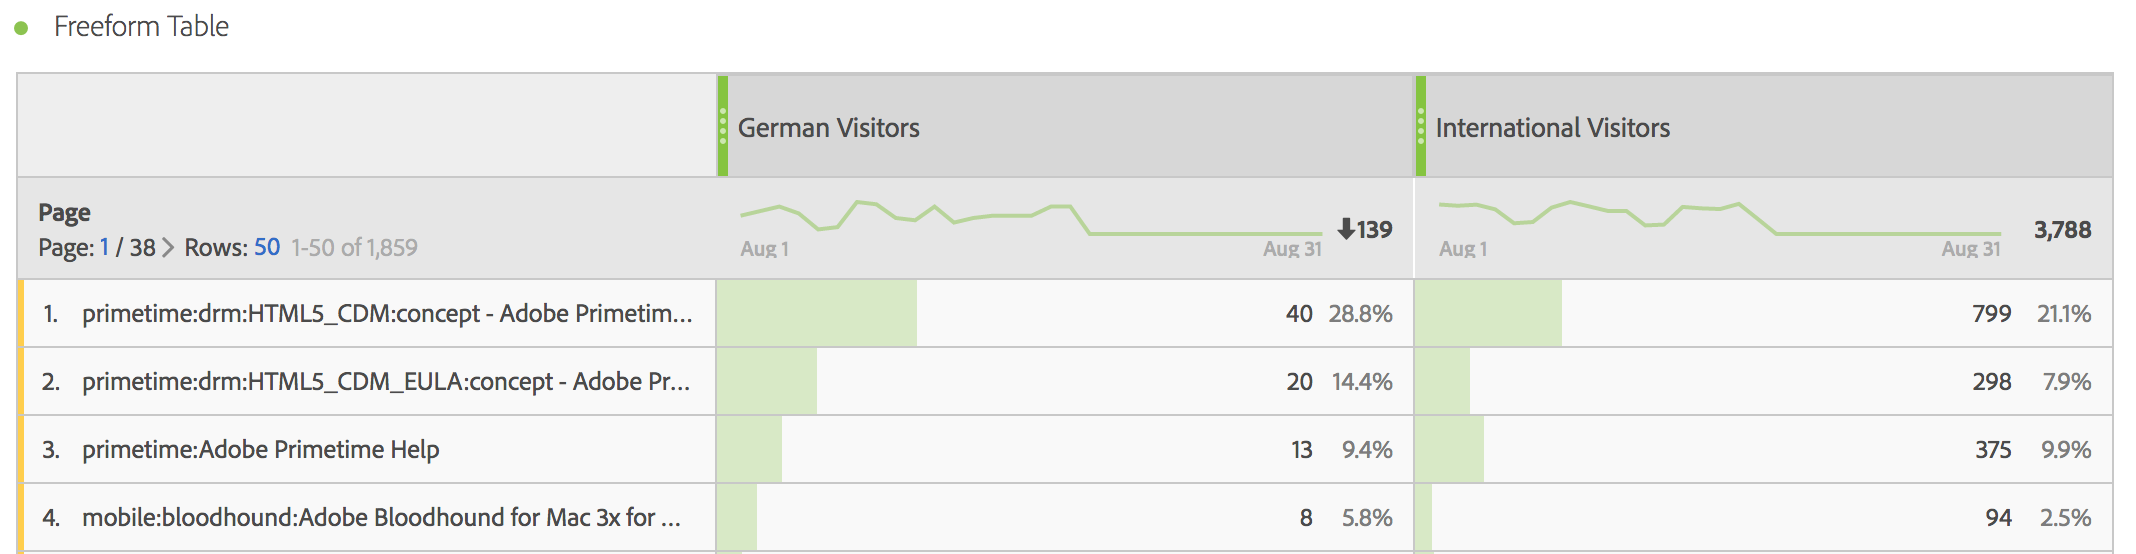 Freeform Table
German Visitors
International Visitors
Page
Page: 1 / 38 Rows: 50 1-50 of 1,859
Aug 1
Aug 31
139
Aug 1
Aug 31
3,788
1. primetime:drm:HTML5_CDM:concept - Adobe Primetim... 40 28.8% 799 21.1%
2. primetime:drm:HTML5_CDM_EULA:concept - Adobe Pr... 20 14.4% 298 7.9%
3. primetime:Adobe Primetime Help 13 9.4% 375 9.9%
4. mobile:bloodhound:Adobe Bloodhound for Mac 3x for ... 8 5.8% 94 2.5%